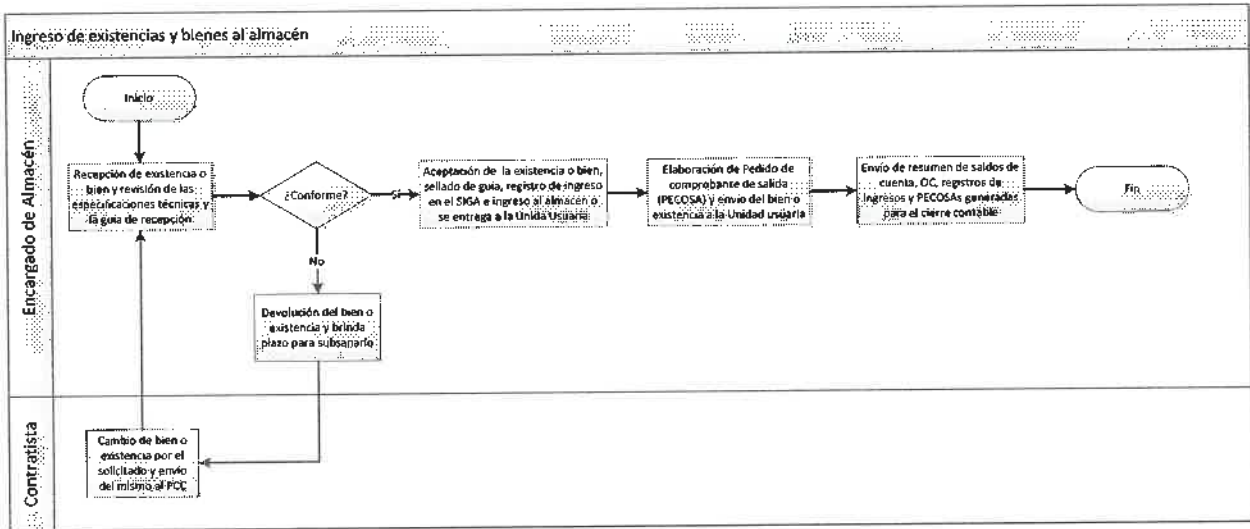 Ingreso de existencias y bienes al almacén
Encargado de Almacén
Inicio
Recepción de existencia o
bien y revisión de las
especificaciones técnicas y
la guía de recepción
¿Conforme?
Sí
Aceptación de la existencia o bien,
sellado de guía, registro de ingreso
en el SIGA e ingreso al almacén o
se entrega a la Unida Usuaria
Elaboración de Pedido de
comprobante de salida
(PECOSA) y envío del bien o
existencia a la Unidad usuaria
Envío de resumen de saldos de
cuenta, OC, registros de
ingresos y PECOSAs generadas
para el cierre contable
Fin
No
Devolución del bien o
existencia y brinda
plazo para subsanarlo
Contratista
Cambio de bien o
existencia por el
solicitado y envío
del mismo al PCC